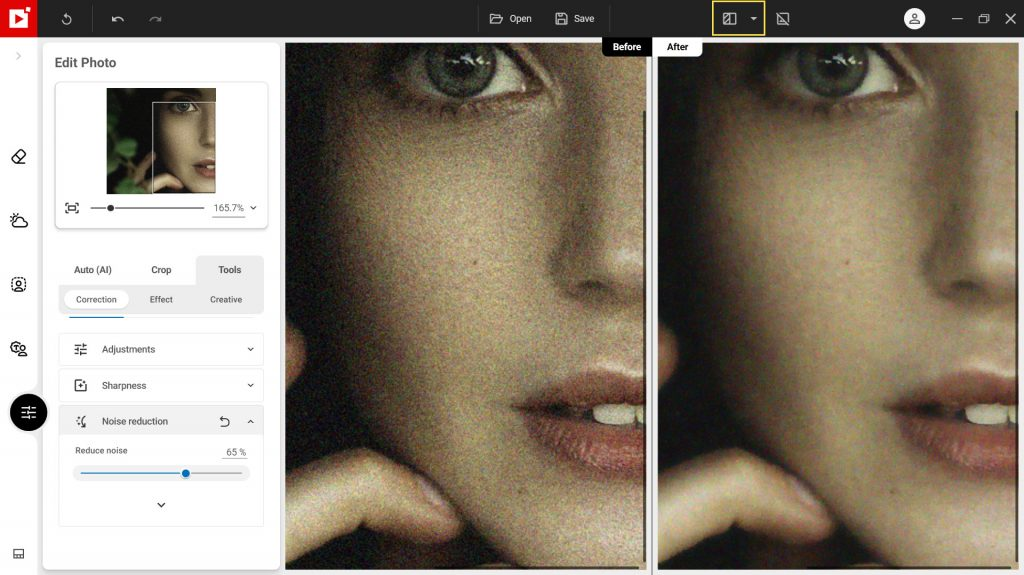 Open
Save
Before
After
Edit Photo
165.7%
Auto (AI)
Crop
Tools
Correction
Effect
Creative
Adjustments
Sharpness
Noise reduction
Reduce noise
65 %